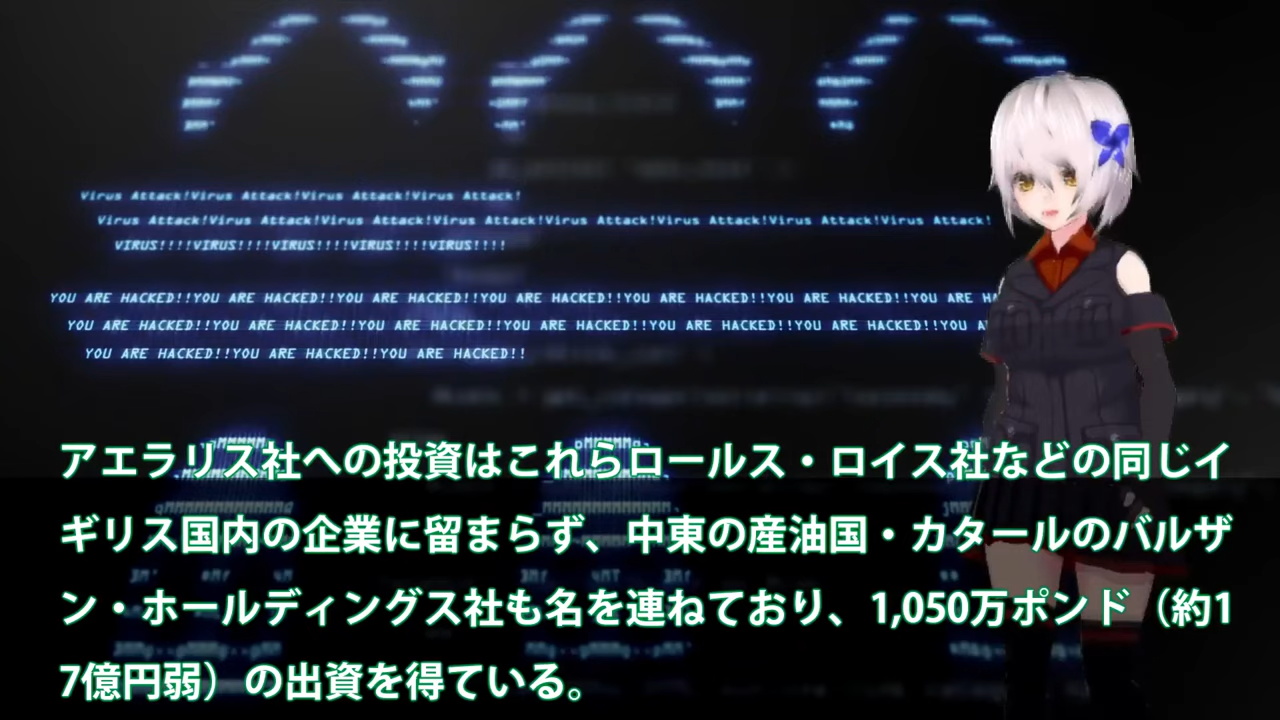 Virus Attack!Virus Attack!Virus Attack!Virus Attack!
Virus Attack!Virus Attack!Virus Attack!Virus Attack!Virus Attack!Virus Attack!Virus Attack!Virus Attack!
VIRUS!!!!VIRUS!!!!VIRUS!!!!VIRUS!!!!VIRUS!!!!
YOU ARE HACKED!!YOU ARE HACKED!!YOU ARE HACKED!!YOU ARE HACKED!!YOU ARE HACKED!!YOU ARE HACKED!!YOU ARE
YOU ARE HACKED!!YOU ARE HACKED!!YOU ARE HACKED!!YOU ARE HACKED!!YOU ARE HACKED!!YOU ARE HACKED!!YOU ARE
YOU ARE HACKED!!YOU ARE HACKED!!YOU ARE HACKED!!
アエラリス社への投資はこれらロールス・ロイス社などの同じイ
ギリス国内の企業に留まらず、中東の産油国・カタールのバルザ
ン・ホールディングス社も名を連ねており、1,050万ポンド（約1
7億円弱）の出資を得ている。